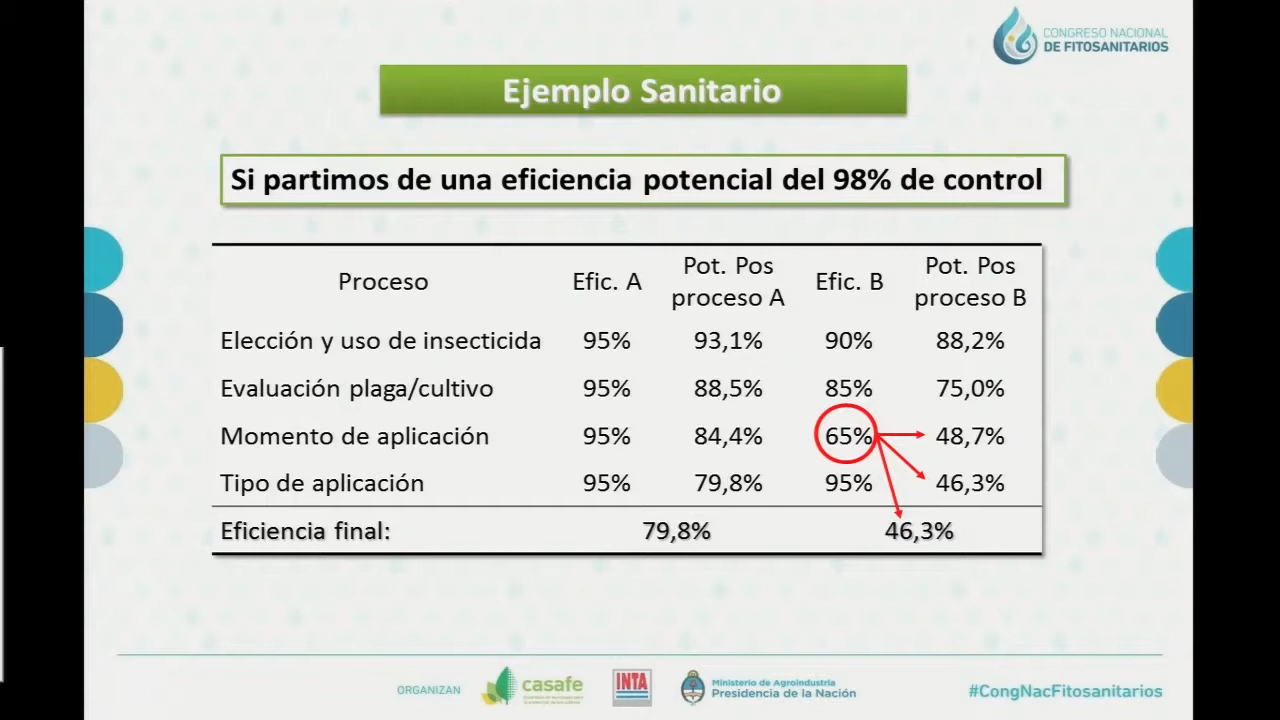 CONGRESO NACIONAL
DE FITOSANITARIOS
Ejemplo Sanitario
Si partimos de una eficiencia potencial del 98% de control
Proceso Efic. A Pot. Pos proceso A Efic. B Pot. Pos proceso B
Elección y uso de insecticida 95% 93,1% 90% 88,2%
Evaluación plaga/cultivo 95% 88,5% 85% 75,0%
Momento de aplicación 95% 84,4% 65% 48,7%
Tipo de aplicación 95% 79,8% 95% 46,3%
Eficiencia final: 79,8% 46,3%
ORGANIZAN
casafe
INTA
Ministerio de Agroindustria
Presidencia de la Nación
#CongNacFitosanitarios